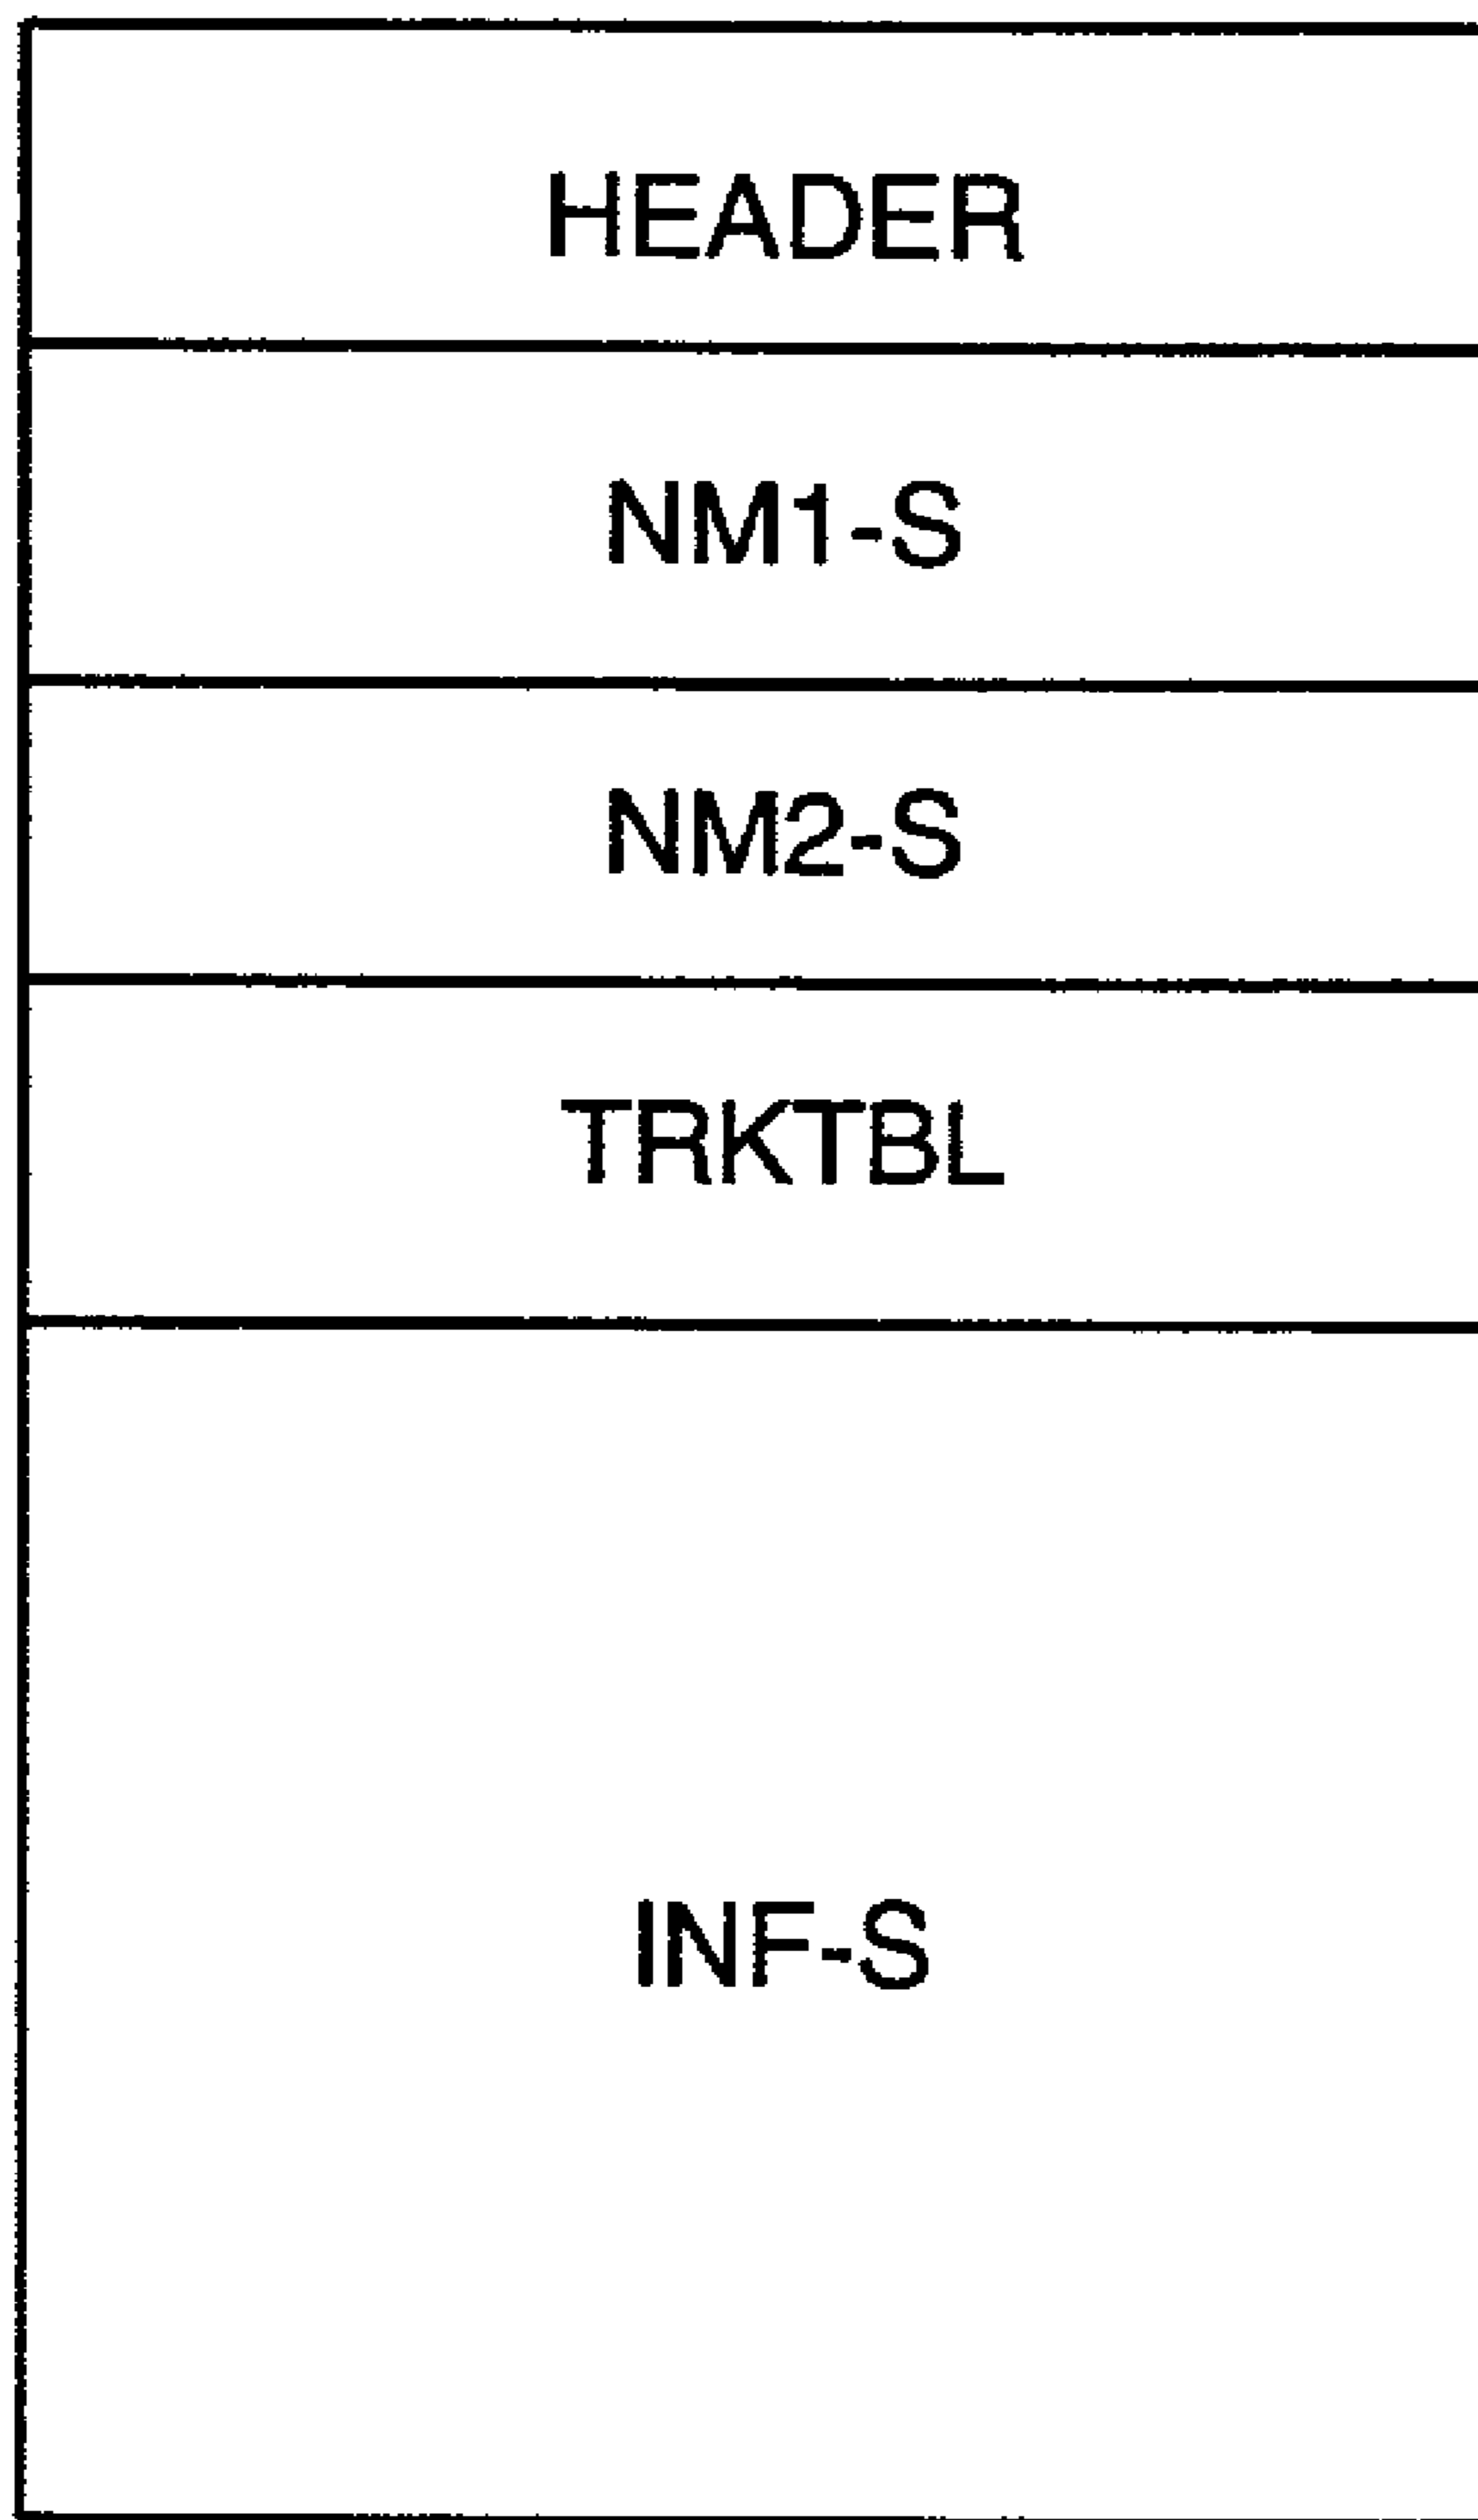 HEADER
NM1-S
NM2-S
TRKTBL
INF-S